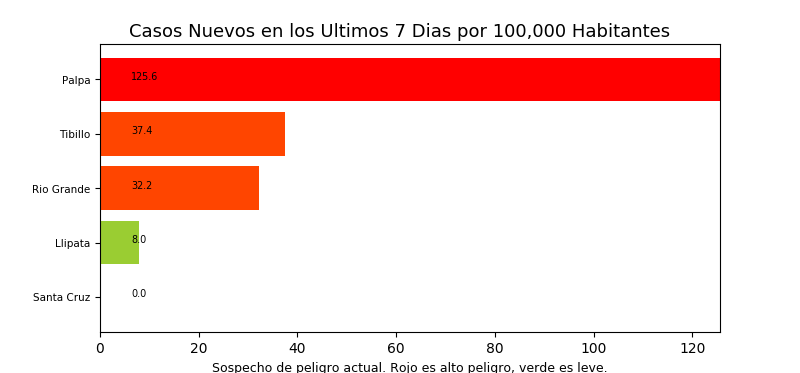 Casos Nuevos en los Ultimos 7 Dias por 100,000 Habitantes
Palpa 125.6
Tibillo 37.4
Rio Grande 32.2
Llipata 8.0
Santa Cruz 0.0
0 20 40 60 80 100 120
Sospecho de peligro actual. Rojo es alto peligro, verde es leve.